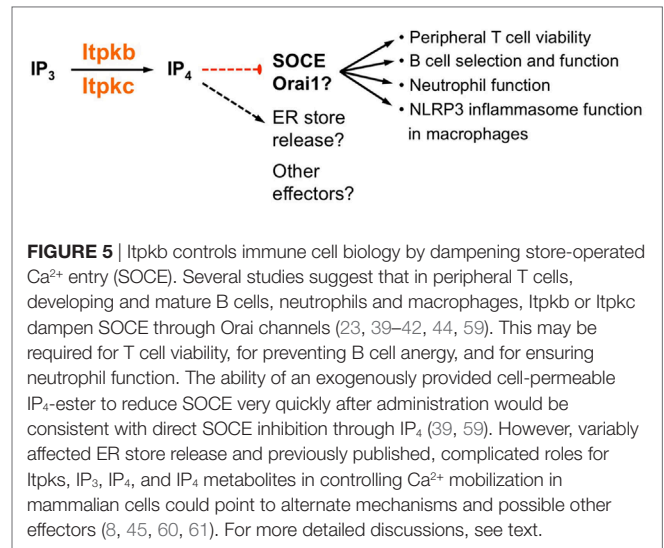 IP3 Itpkb Itpkc IP4 SOCE Orai1?
ER store release?
Other effectors?
• Peripheral T cell viability
• B cell selection and function
• Neutrophil function
• NLRP3 inflammasome function
in macrophages
FIGURE 5 | Itpkb controls immune cell biology by dampening store-operated
Ca2+ entry (SOCE). Several studies suggest that in peripheral T cells,
developing and mature B cells, neutrophils and macrophages, Itpkb or Itpkc
dampen SOCE through Orai channels (23, 39–42, 44, 59). This may be
required for T cell viability, for preventing B cell anergy, and for ensuring
neutrophil function. The ability of an exogenously provided cell-permeable
IP4-ester to reduce SOCE very quickly after administration would be
consistent with direct SOCE inhibition through IP4 (39, 59). However, variably
affected ER store release and previously published, complicated roles for
Itpks, IP3, IP4, and IP4 metabolites in controlling Ca2+ mobilization in
mammalian cells could point to alternate mechanisms and possible other
effectors (8, 45, 60, 61). For more detailed discussions, see text.